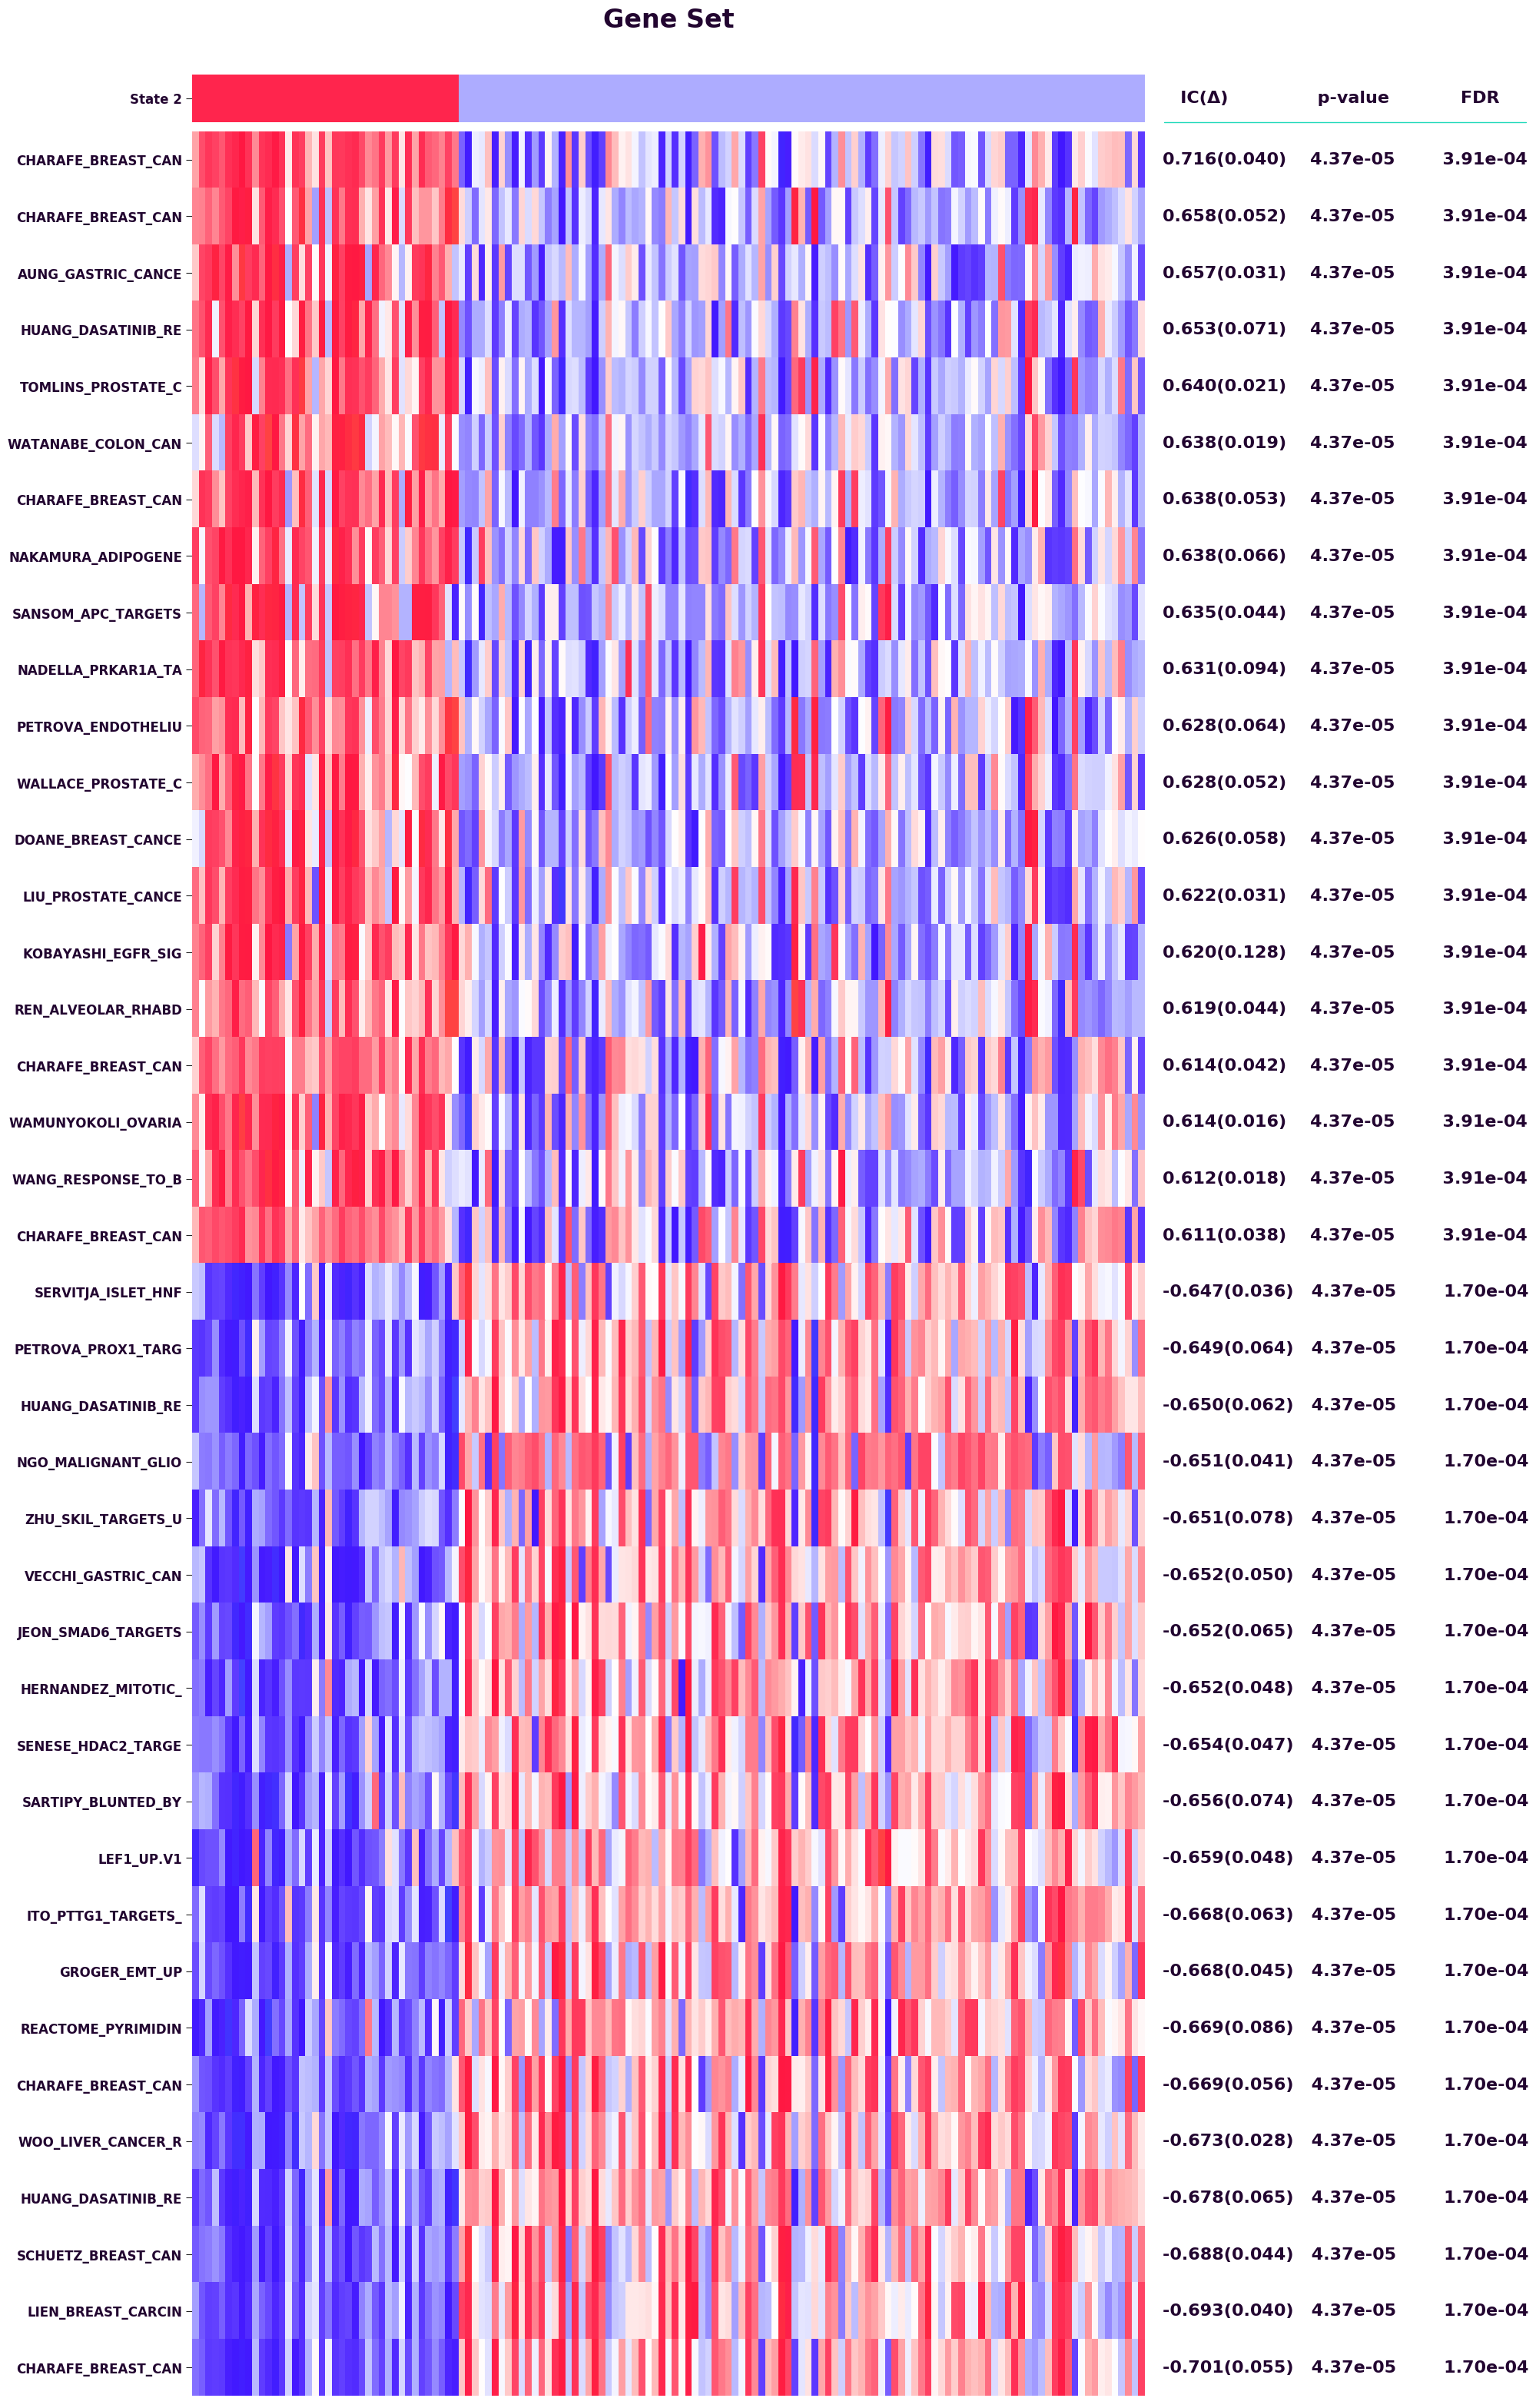 Gene Set
State 2 IC(Δ) p-value FDR
CHARAFE_BREAST_CAN 0.716(0.040) 4.37e-05 3.91e-04
CHARAFE_BREAST_CAN 0.658(0.052) 4.37e-05 3.91e-04
AUNG_GASTRIC_CANCE 0.657(0.031) 4.37e-05 3.91e-04
HUANG_DASATINIB_RE 0.653(0.071) 4.37e-05 3.91e-04
TOMLINS_PROSTATE_C 0.640(0.021) 4.37e-05 3.91e-04
WATANABE_COLON_CAN 0.638(0.019) 4.37e-05 3.91e-04
CHARAFE_BREAST_CAN 0.638(0.053) 4.37e-05 3.91e-04
NAKAMURA_ADIPOGENE 0.638(0.066) 4.37e-05 3.91e-04
SANSOM_APC_TARGETS 0.635(0.044) 4.37e-05 3.91e-04
NADELLA_PRKAR1A_TA 0.631(0.094) 4.37e-05 3.91e-04
PETROVA_ENDOTHELIU 0.628(0.064) 4.37e-05 3.91e-04
WALLACE_PROSTATE_C 0.628(0.052) 4.37e-05 3.91e-04
DOANE_BREAST_CANCE 0.626(0.058) 4.37e-05 3.91e-04
LIU_PROSTATE_CANCE 0.622(0.031) 4.37e-05 3.91e-04
KOBAYASHI_EGFR_SIG 0.620(0.128) 4.37e-05 3.91e-04
REN_ALVEOLAR_RHABD 0.619(0.044) 4.37e-05 3.91e-04
CHARAFE_BREAST_CAN 0.614(0.042) 4.37e-05 3.91e-04
WAMUNYOKOLI_OVARIA 0.614(0.016) 4.37e-05 3.91e-04
WANG_RESPONSE_TO_B 0.612(0.018) 4.37e-05 3.91e-04
CHARAFE_BREAST_CAN 0.611(0.038) 4.37e-05 3.91e-04
SERVITJA_ISLET_HNF -0.647(0.036) 4.37e-05 1.70e-04
PETROVA_PROX1_TARG -0.649(0.064) 4.37e-05 1.70e-04
HUANG_DASATINIB_RE -0.650(0.062) 4.37e-05 1.70e-04
NGO_MALIGNANT_GLIO -0.651(0.041) 4.37e-05 1.70e-04
ZHU_SKIL_TARGETS_U -0.651(0.078) 4.37e-05 1.70e-04
VECCHI_GASTRIC_CAN -0.652(0.050) 4.37e-05 1.70e-04
JEON_SMAD6_TARGETS -0.652(0.065) 4.37e-05 1.70e-04
HERNANDEZ_MITOTIC_ -0.652(0.048) 4.37e-05 1.70e-04
SENESE_HDAC2_TARGE -0.654(0.047) 4.37e-05 1.70e-04
SARTIPY_BLUNTED_BY -0.656(0.074) 4.37e-05 1.70e-04
LEF1_UP.V1 -0.659(0.048) 4.37e-05 1.70e-04
ITO_PTTG1_TARGETS_ -0.668(0.063) 4.37e-05 1.70e-04
GROGER_EMT_UP -0.668(0.045) 4.37e-05 1.70e-04
REACTOME_PYRIMIDIN -0.669(0.086) 4.37e-05 1.70e-04
CHARAFE_BREAST_CAN -0.669(0.056) 4.37e-05 1.70e-04
WOO_LIVER_CANCER_R -0.673(0.028) 4.37e-05 1.70e-04
HUANG_DASATINIB_RE -0.678(0.065) 4.37e-05 1.70e-04
SCHUETZ_BREAST_CAN -0.688(0.044) 4.37e-05 1.70e-04
LIEN_BREAST_CARCIN -0.693(0.040) 4.37e-05 1.70e-04
CHARAFE_BREAST_CAN -0.701(0.055) 4.37e-05 1.70e-04